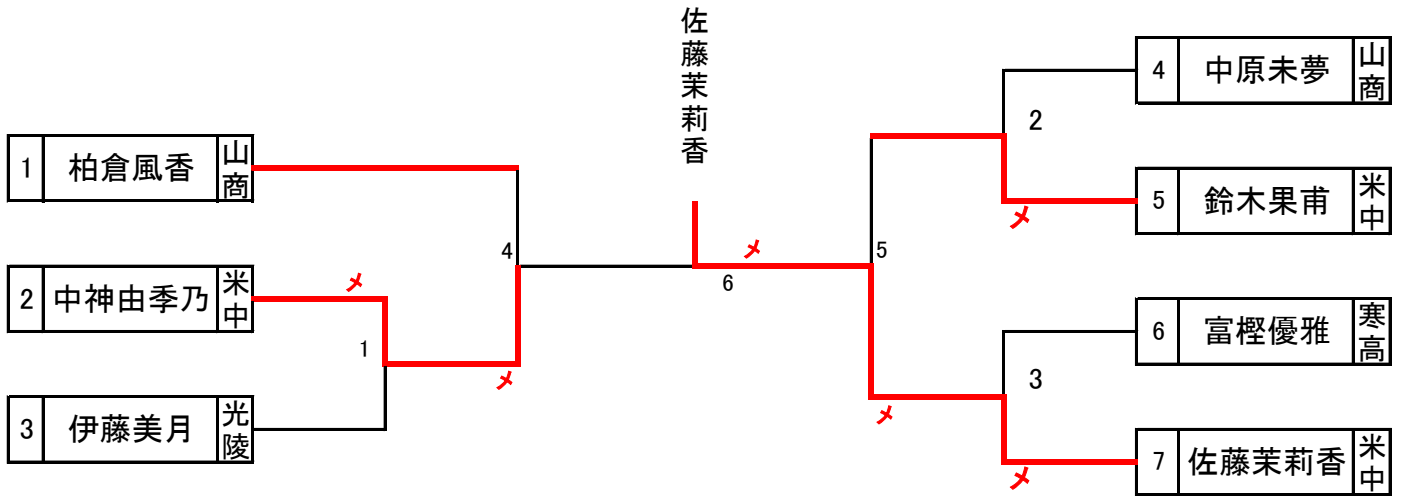 佐藤茉莉香
1 柏倉風香 山商
2 中神由季乃 米中
3 伊藤美月 光陵
メ
1
4
メ
メ
6
5
メ
2
メ
3
メ
4 中原未夢 山商
5 鈴木果甫 米中
6 富樫優雅 寒高
7 佐藤茉莉香 米中